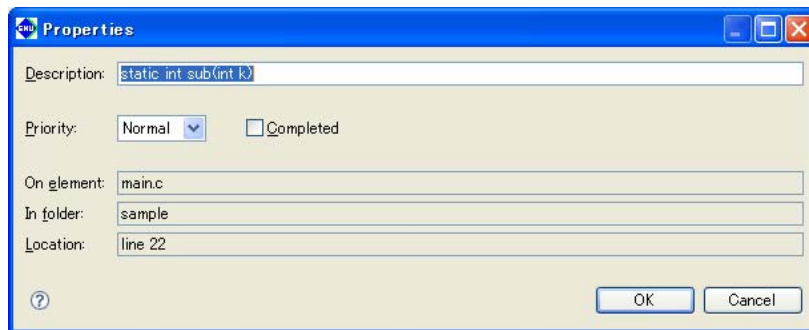 GNU Properties
Description: static int sub(int k)
Priority: Normal Completed
On element: main.c
In folder: sample
Location: line 22
? OK Cancel